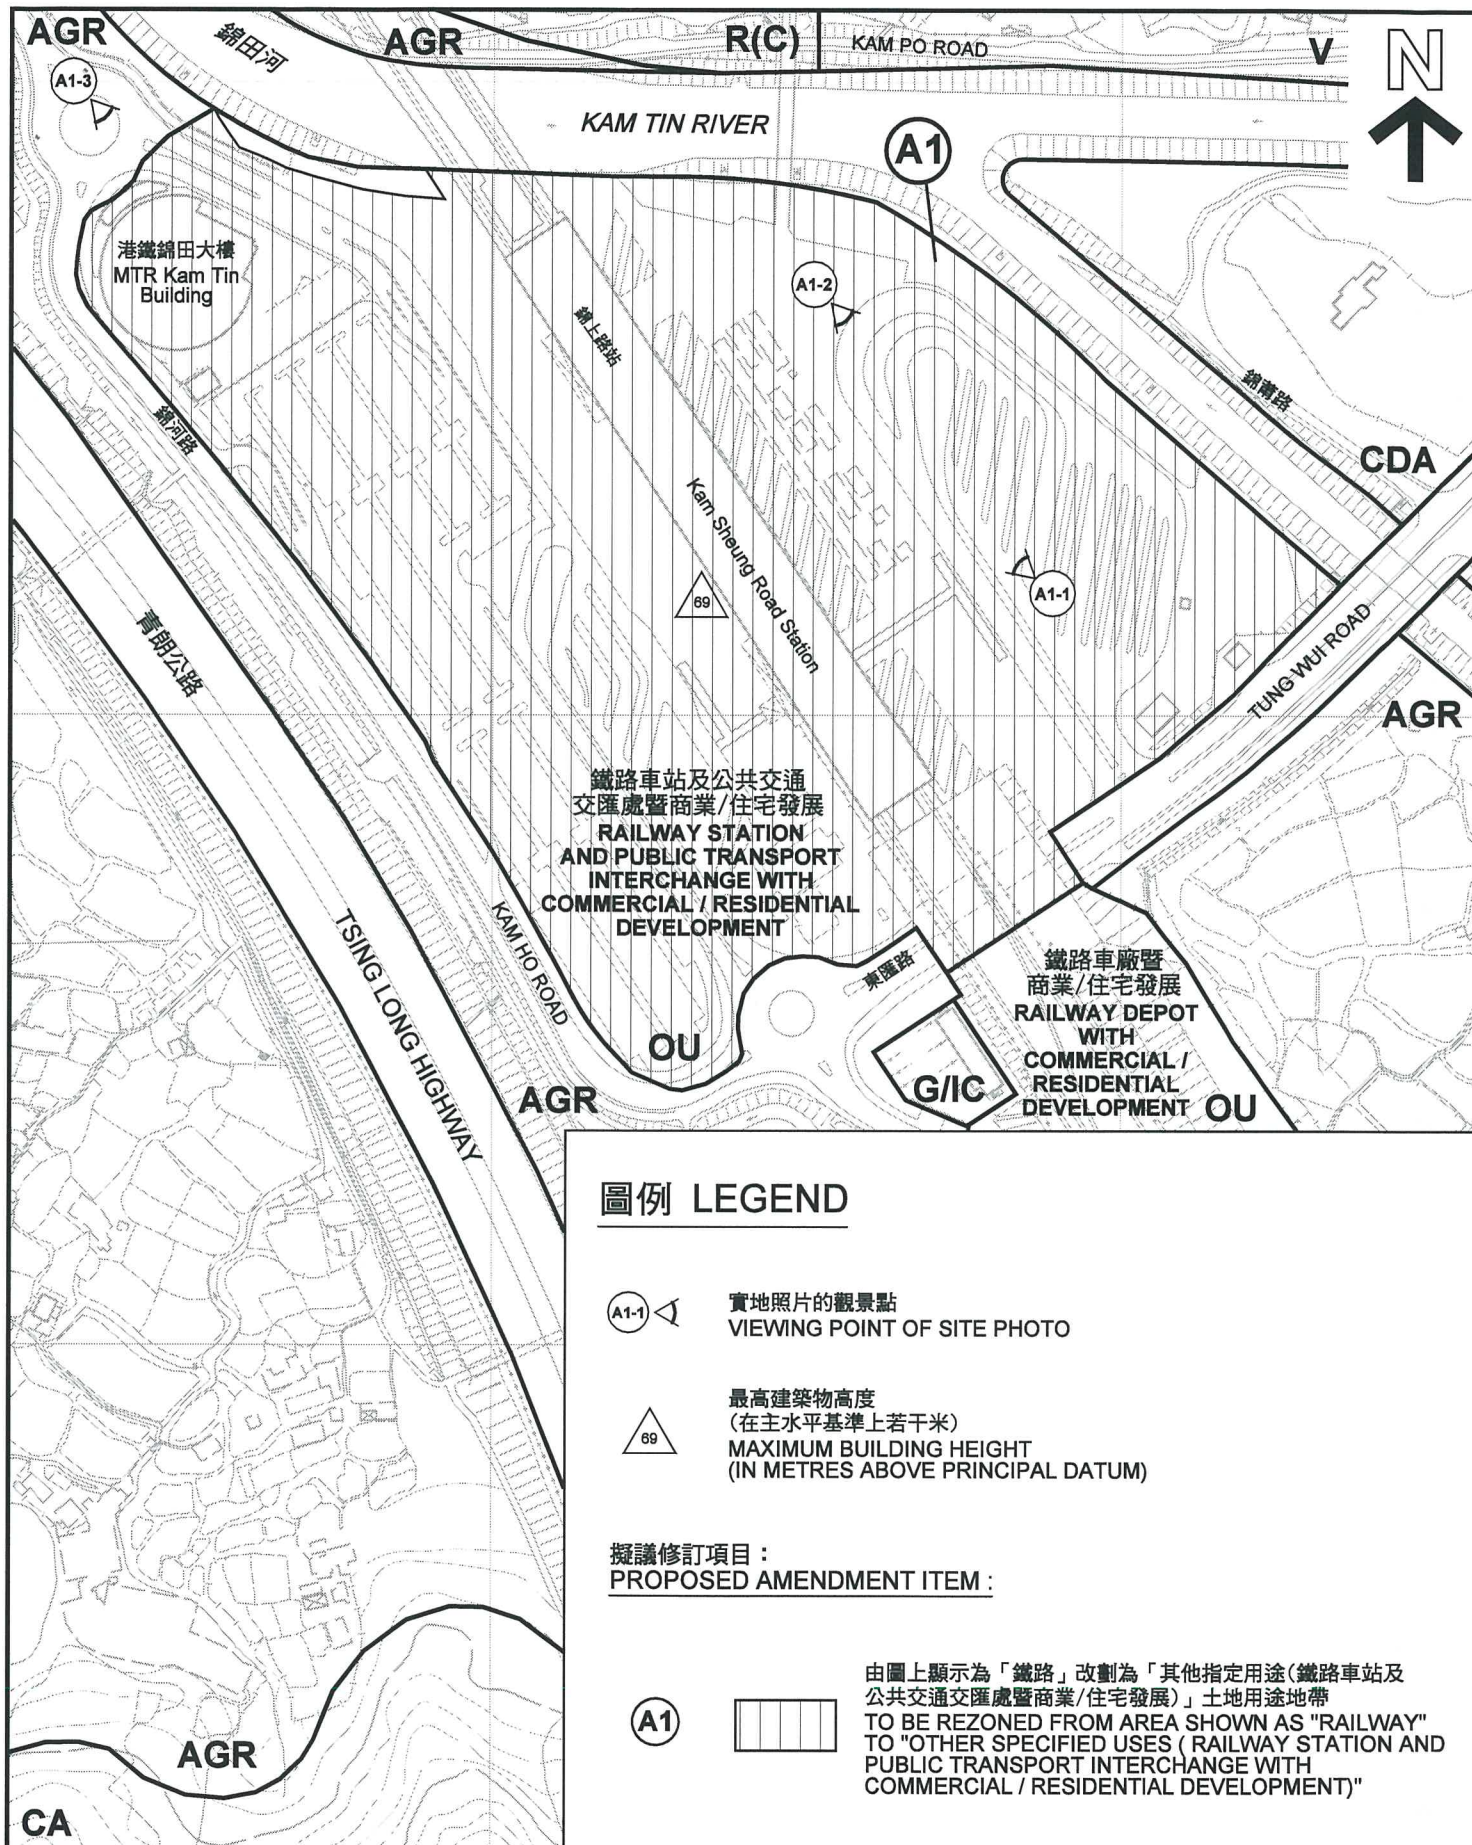 AGR
錦田河
AGR
R(C)
KAM PO ROAD
V
N
A1-3
KAM TIN RIVER
A1
港鐵錦田大樓
MTR Kam Tin
Building
A1-2
錦上路站
錦莆路
錦河路
CDA
Kam Sheung Road Station
A1-1
69
青朗公路
TUNG WUI ROAD
AGR
鐵路車站及公共交通
交匯處暨商業/住宅發展
RAILWAY STATION
AND PUBLIC TRANSPORT
INTERCHANGE WITH
COMMERCIAL / RESIDENTIAL
DEVELOPMENT
TSING LONG HIGHWAY
KAM HO ROAD
東匯路
鐵路車廠暨
商業/住宅發展
RAILWAY DEPOT
WITH
COMMERCIAL /
RESIDENTIAL
DEVELOPMENT
OU
OU
G/IC
AGR
圖例 LEGEND
A1-1
實地照片的觀景點
VIEWING POINT OF SITE PHOTO
69
最高建築物高度
(在主水平基準上若干米)
MAXIMUM BUILDING HEIGHT
(IN METRES ABOVE PRINCIPAL DATUM)
擬議修訂項目：
PROPOSED AMENDMENT ITEM :
A1
由圖上顯示為「鐵路」改劃為「其他指定用途(鐵路車站及
公共交通交匯處暨商業/住宅發展)」土地用途地帶
TO BE REZONED FROM AREA SHOWN AS "RAILWAY"
TO "OTHER SPECIFIED USES ( RAILWAY STATION AND
PUBLIC TRANSPORT INTERCHANGE WITH
COMMERCIAL / RESIDENTIAL DEVELOPMENT)"
AGR
CA